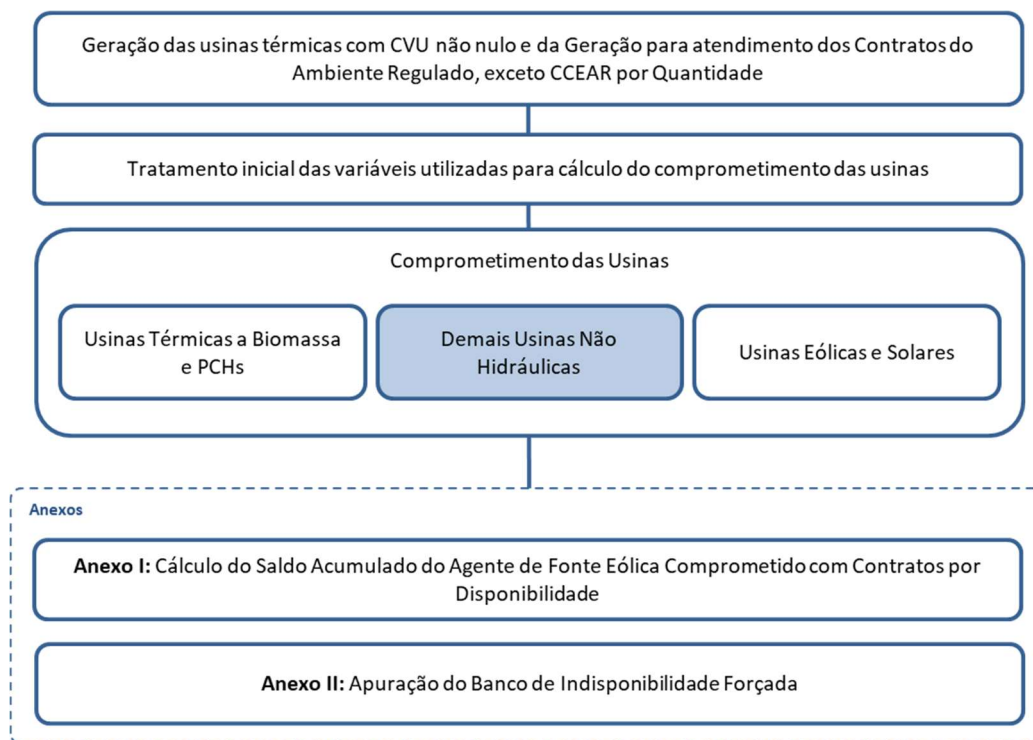 Geração das usinas térmicas com CVU não nulo e da Geração para atendimento dos Contratos do
Ambiente Regulado, exceto CCEAR por Quantidade
Tratamento inicial das variáveis utilizadas para cálculo do comprometimento das usinas
Comprometimento das Usinas
Usinas Térmicas a Biomassa
e PCHs
Demais Usinas Não
Hidráulicas
Usinas Eólicas e Solares
Anexos
Anexo I: Cálculo do Saldo Acumulado do Agente de Fonte Eólica Comprometido com Contratos por
Disponibilidade
Anexo II: Apuração do Banco de Indisponibilidade Forçada